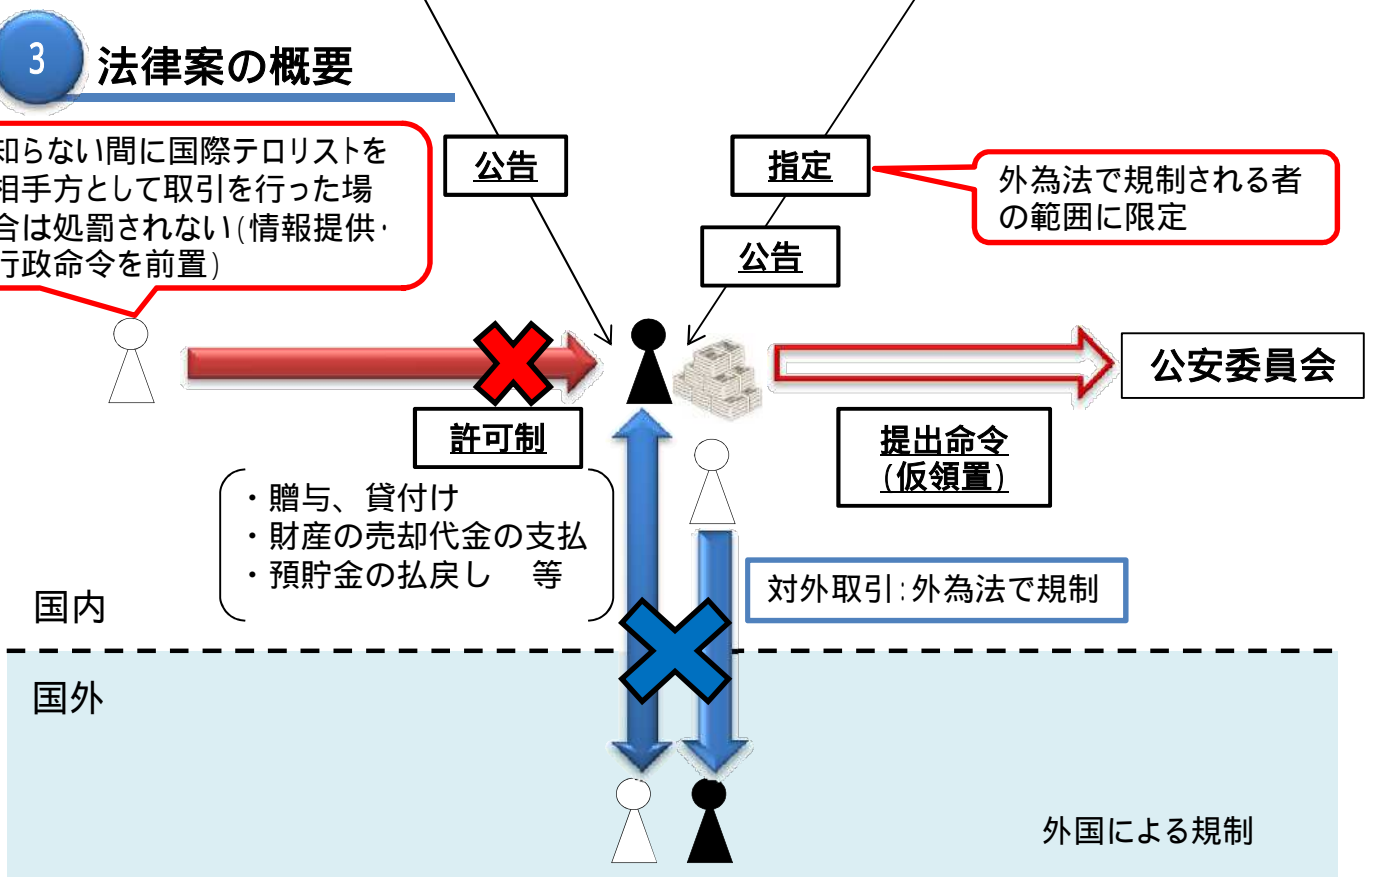 3
法律案の概要
知らない間に国際テロリストを
相手方として取引を行った場
合は処罰されない(情報提供・
行政命令を前置)
公告
指定
外為法で規制される者
の範囲に限定
公告
公安委員会
許可制
提出命令
(仮領置)
・贈与、貸付け
・財産の売却代金の支払
・預貯金の払戻し 等
対外取引:外為法で規制
国内
国外
外国による規制